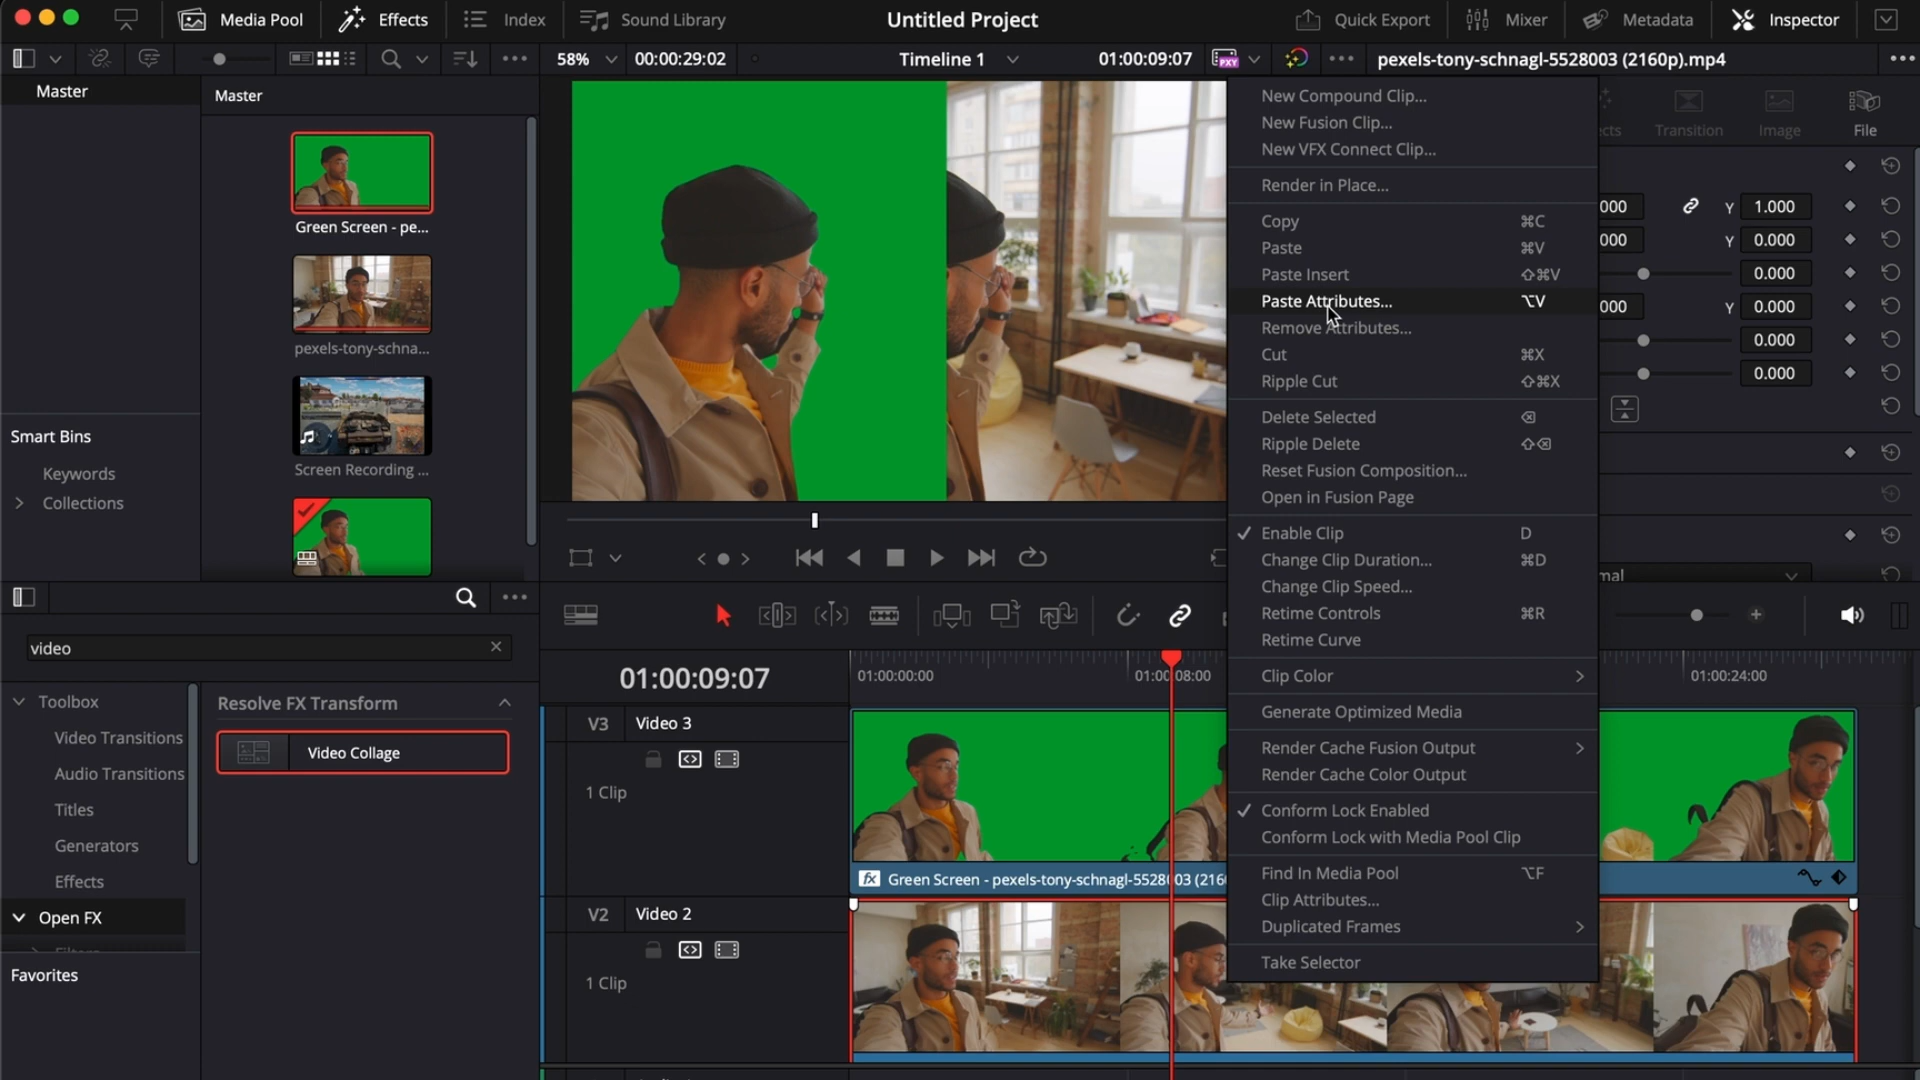 Media Pool
Effects
Index
Sound Library
Untitled Project
Quick Export
Mixer
Metadata
Inspector
58%
00:00:29:02
Timeline 1
01:00:09:07
PXY
pexels-tony-schnagl-5528003 (2160p).mp4
Master
Master
Green Screen - pe...
pexels-tony-schna...
Screen Recording ...
Smart Bins
Keywords
Collections
New Compound Clip...
New Fusion Clip...
New VFX Connect Clip...
Render in Place...
Copy ⌘C
Paste ⌘V
Paste Insert ⇧⌘V
Paste Attributes... ⌥V
Remove Attributes...
Cut ⌘X
Ripple Cut ⇧⌘X
Delete Selected ⌫
Ripple Delete ⇧⌫
Reset Fusion Composition...
Open in Fusion Page
Enable Clip D
Change Clip Duration... ⌘D
Change Clip Speed...
Retime Controls ⌘R
Retime Curve
Clip Color
Generate Optimized Media
Render Cache Fusion Output
Render Cache Color Output
Conform Lock Enabled
Conform Lock with Media Pool Clip
Find In Media Pool ⌥F
Clip Attributes...
Duplicated Frames
Take Selector
cts
Transition
Image
File
000 Y 1.000
000 Y 0.000
0.000
000 Y 0.000
0.000
0.000
mal
video
Toolbox
Video Transitions
Audio Transitions
Titles
Generators
Effects
Open FX
Favorites
Resolve FX Transform
Video Collage
01:00:09:07
01:00:00:00
01:00:08:00
01:00:24:00
V3 Video 3
1 Clip
fx Green Screen - pexels-tony-schnagl-5528003 (216
V2 Video 2
1 Clip